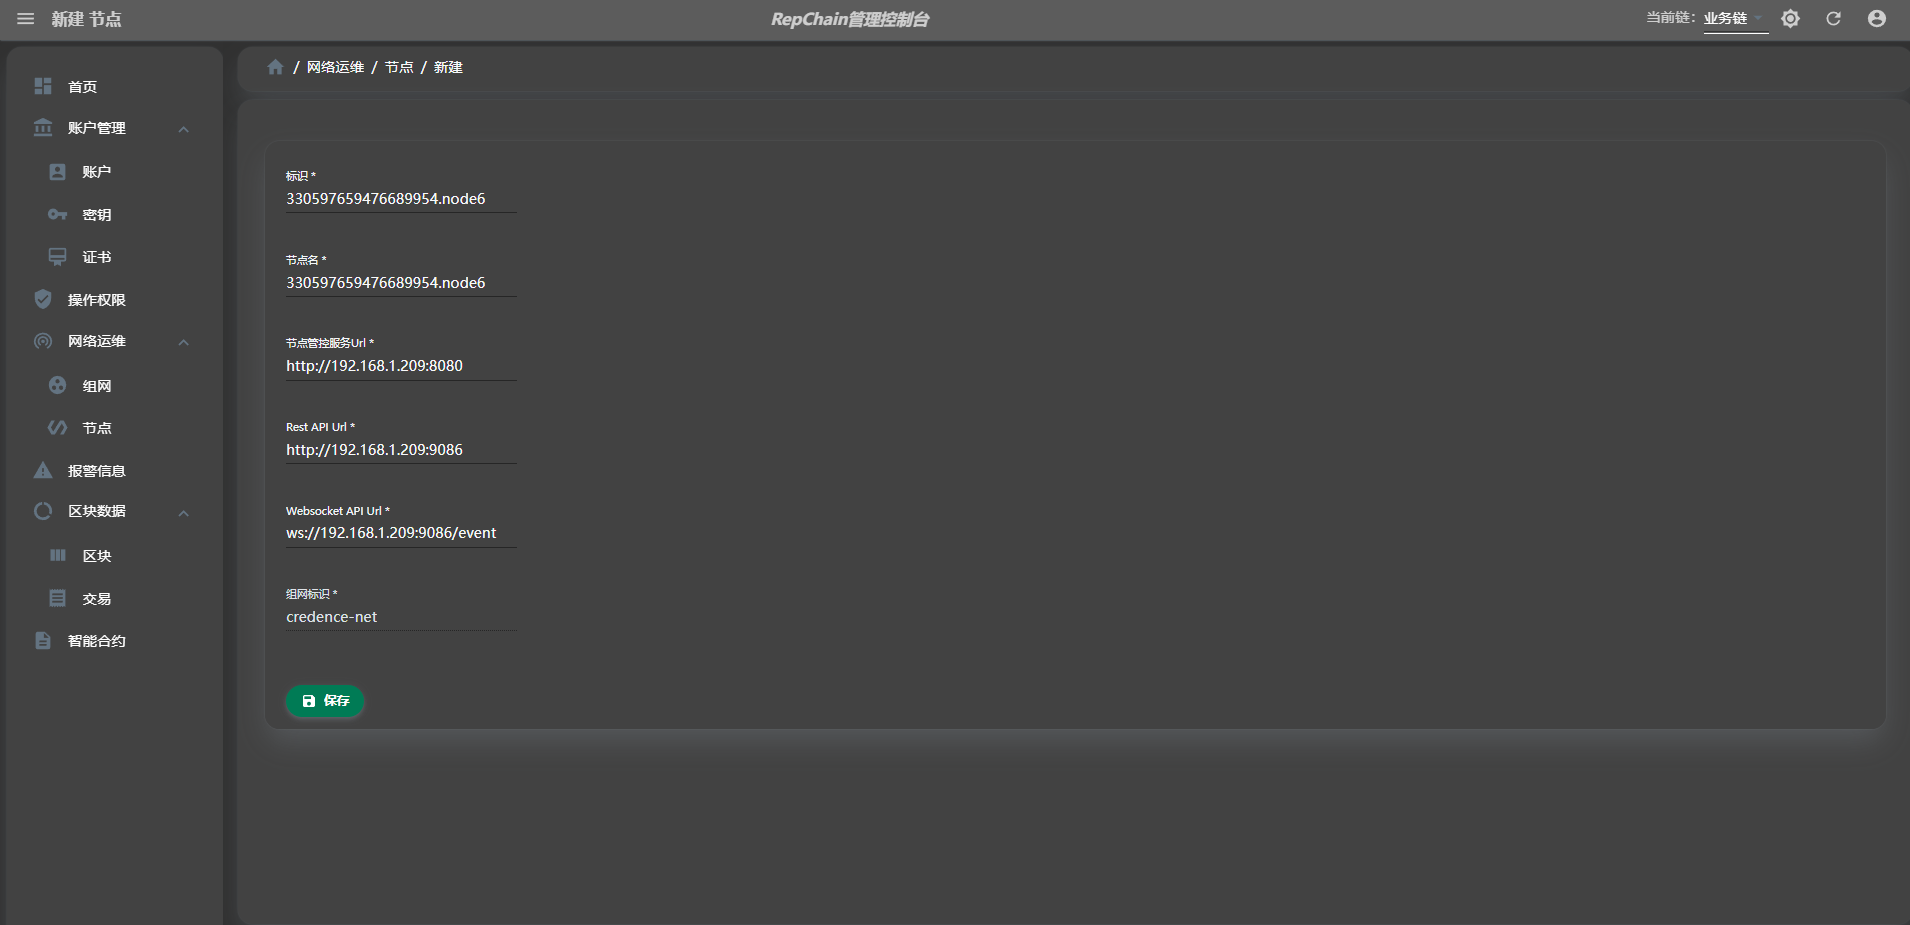 新建 节点
RepChain管理控制台
当前链: 业务链
首页
账户管理
账户
密钥
证书
操作权限
网络运维
组网
节点
报警信息
区块数据
区块
交易
智能合约
/ 网络运维 / 节点 / 新建
标识 *
330597659476689954.node6
节点名 *
330597659476689954.node6
节点管控服务Url *
http://192.168.1.209:8080
Rest API Url *
http://192.168.1.209:9086
Websocket API Url *
ws://192.168.1.209:9086/event
组网标识 *
credence-net
保存